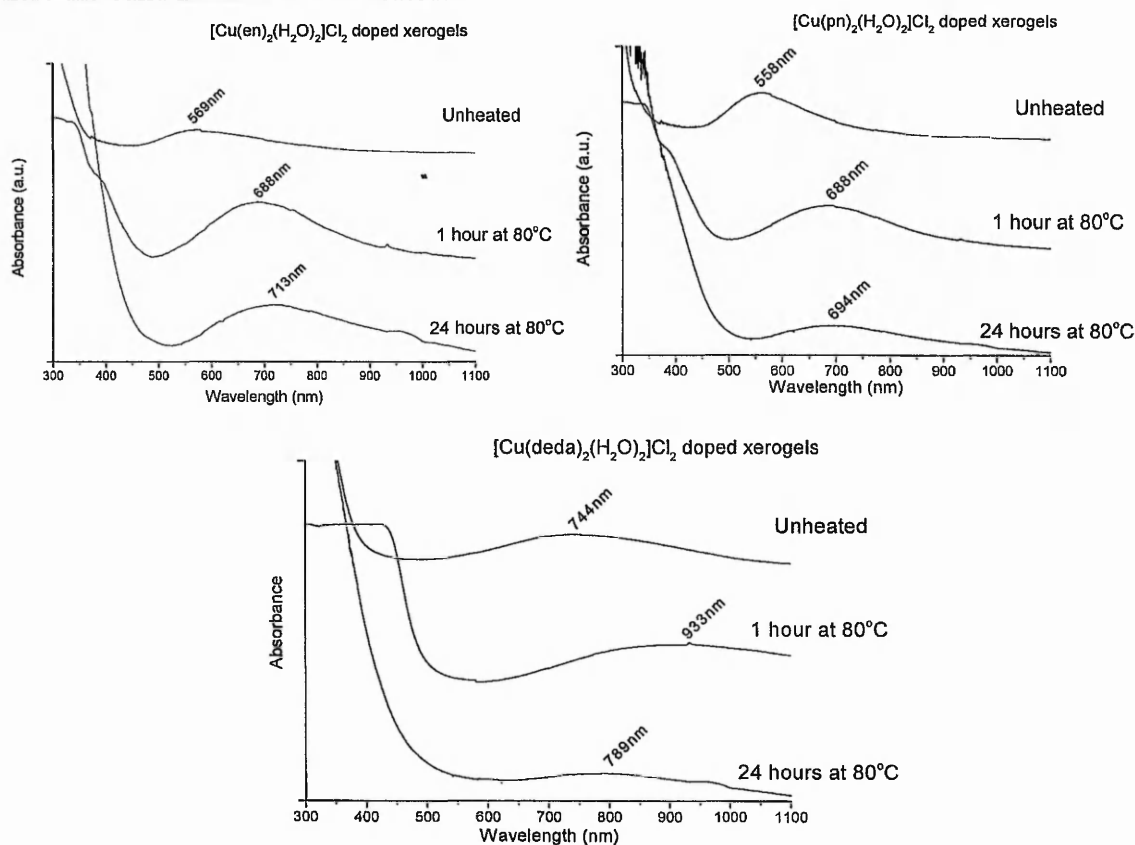 [Cu(en)₂(H₂O)₂]Cl₂ doped xerogels
Absorbance (a.u.)
569nm
Unheated
688nm
1 hour at 80°C
713nm
24 hours at 80°C
300 400 500 600 700 800 900 1000 1100
Wavelength (nm)
[Cu(pn)₂(H₂O)₂]Cl₂ doped xerogels
Absorbance (a.u.)
558nm
Unheated
688nm
1 hour at 80°C
694nm
24 hours at 80°C
300 400 500 600 700 800 900 1000 1100
Wavelength (nm)
[Cu(deda)₂(H₂O)₂]Cl₂ doped xerogels
Absorbance
744nm
Unheated
933nm
1 hour at 80°C
789nm
24 hours at 80°C
300 400 500 600 700 800 900 1000 1100
Wavelength (nm)